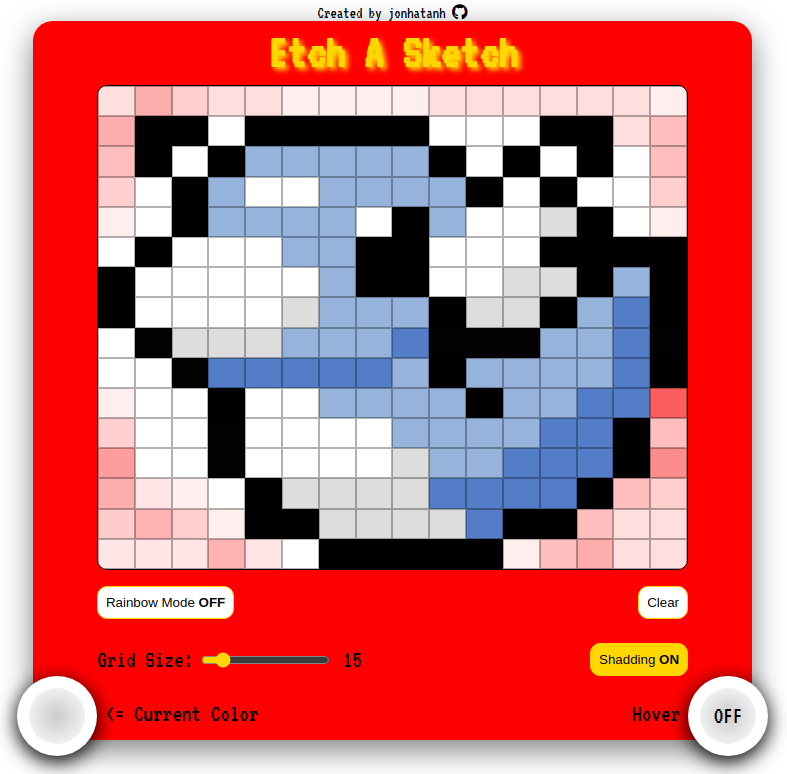 Created by jonhatanh
Etch A Sketch
Rainbow Mode OFF
Clear
Grid Size: 15
Shading ON
<= Current Color
Hover OFF